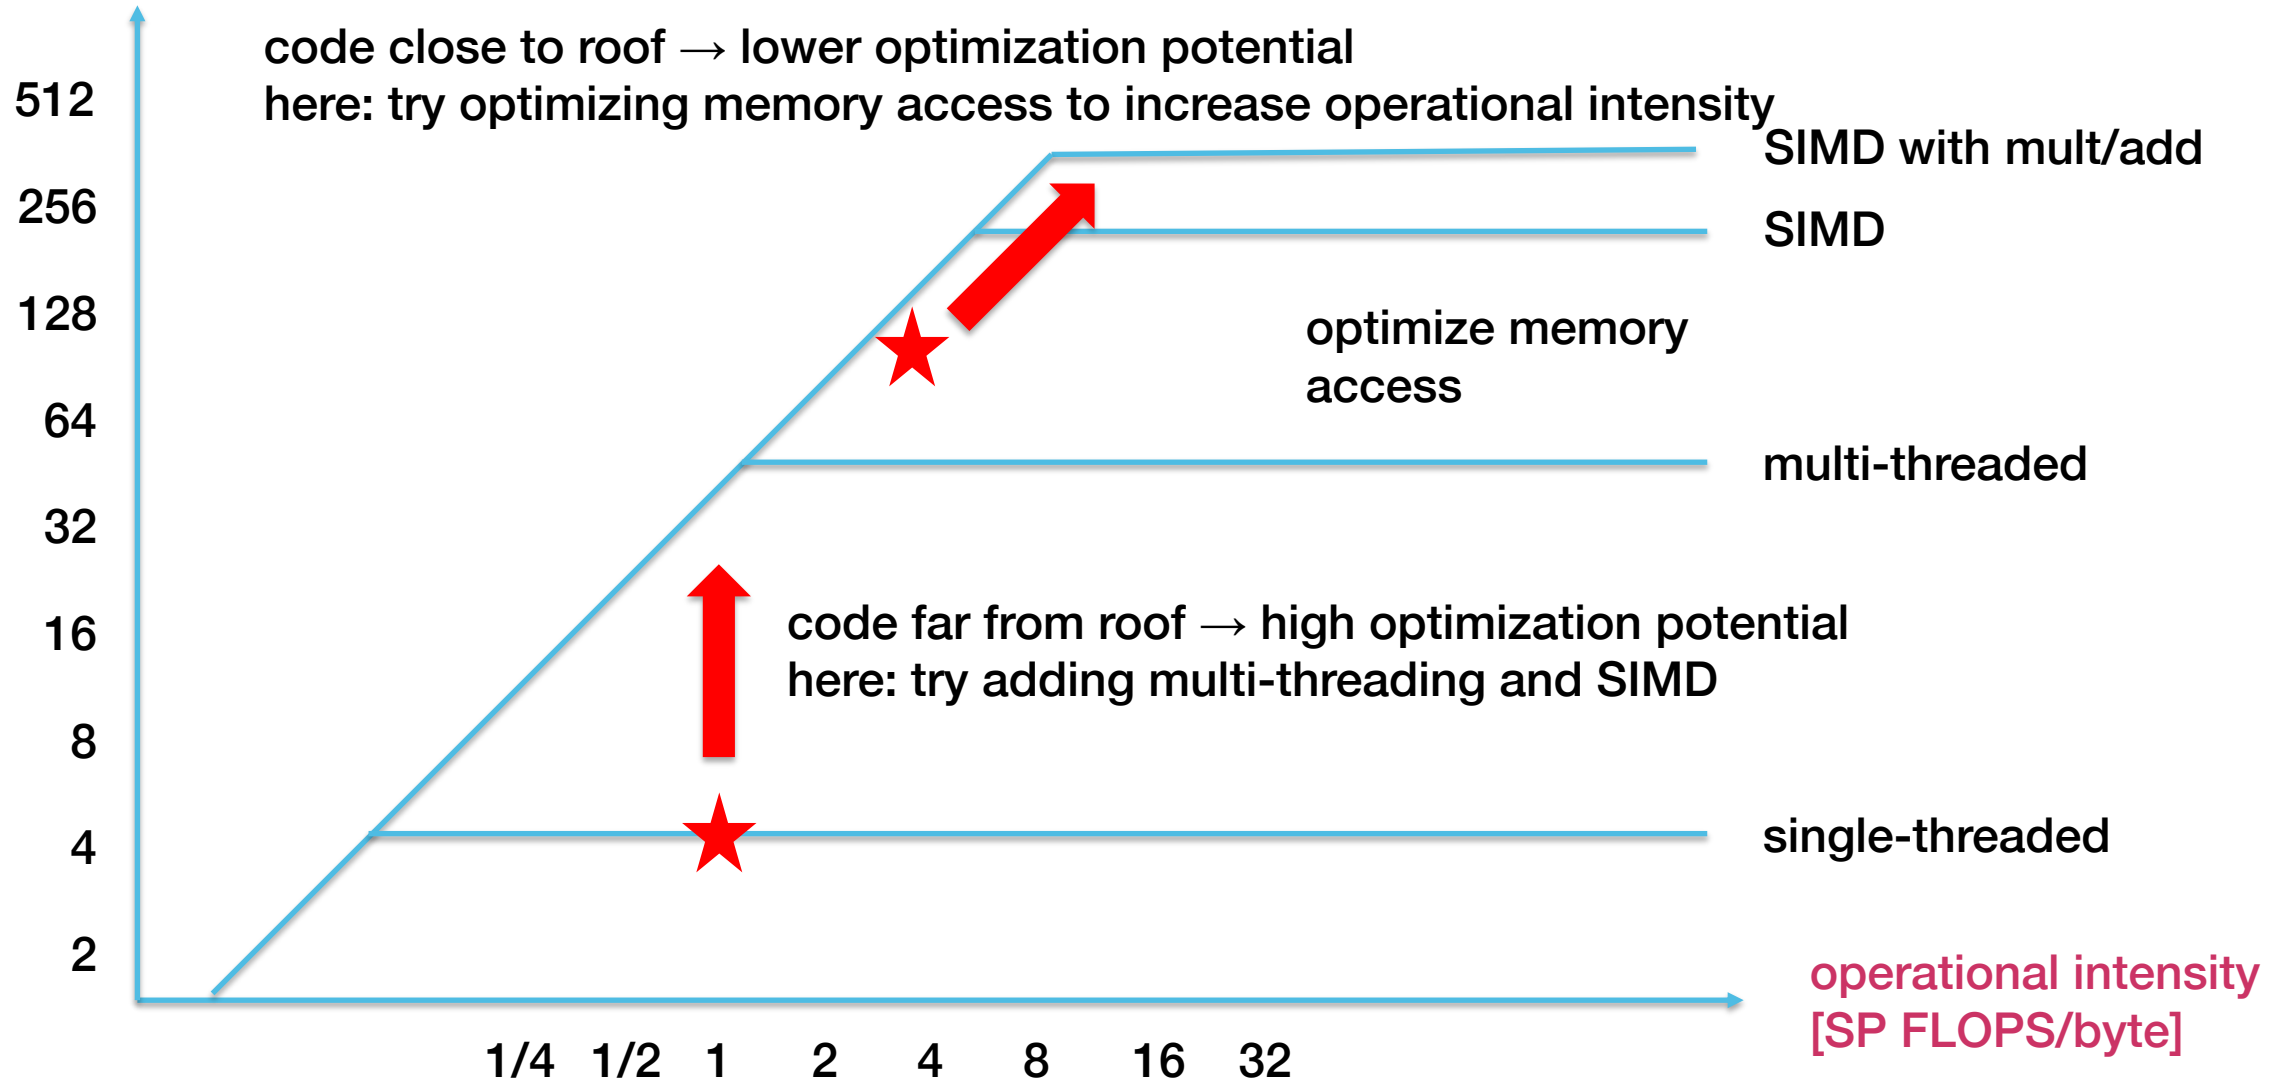 code close to roof → lower optimization potential
here: try optimizing memory access to increase operational intensity
512
SIMD with mult/add
256
SIMD
128
optimize memory
access
64
multi-threaded
32
code far from roof → high optimization potential
here: try adding multi-threading and SIMD
16
8
4
single-threaded
2
operational intensity
[SP FLOPS/byte]
1/4 1/2 1 2 4 8 16 32